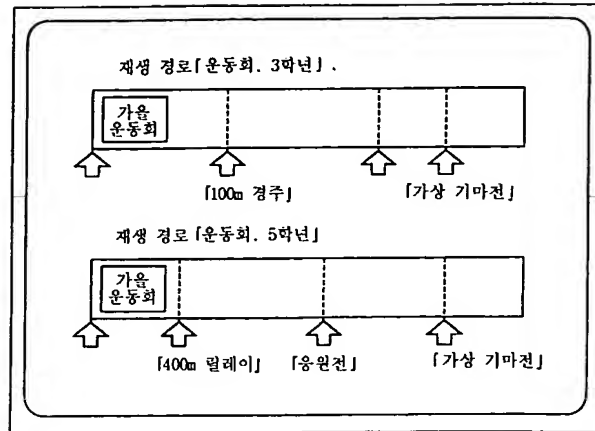 재생 경로「운동회. 3학년」.
가을
운동회
「100m 경주」 「가상 기마전」
재생 경로「운동회. 5학년」
가을
운동회
「400m 릴레이」 「응원전」 「가상 기마전」